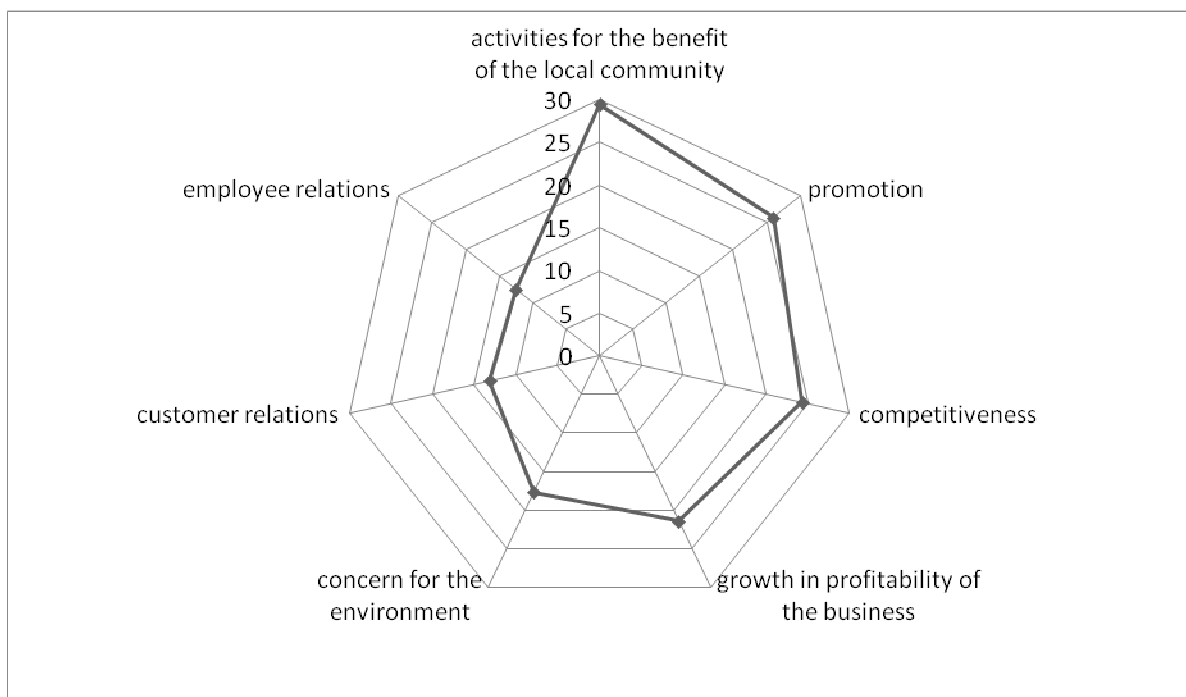 activities for the benefit
of the local community
30
25
20
15
10
5
0
promotion
competitiveness
growth in profitability of
the business
concern for the
environment
customer relations
employee relations